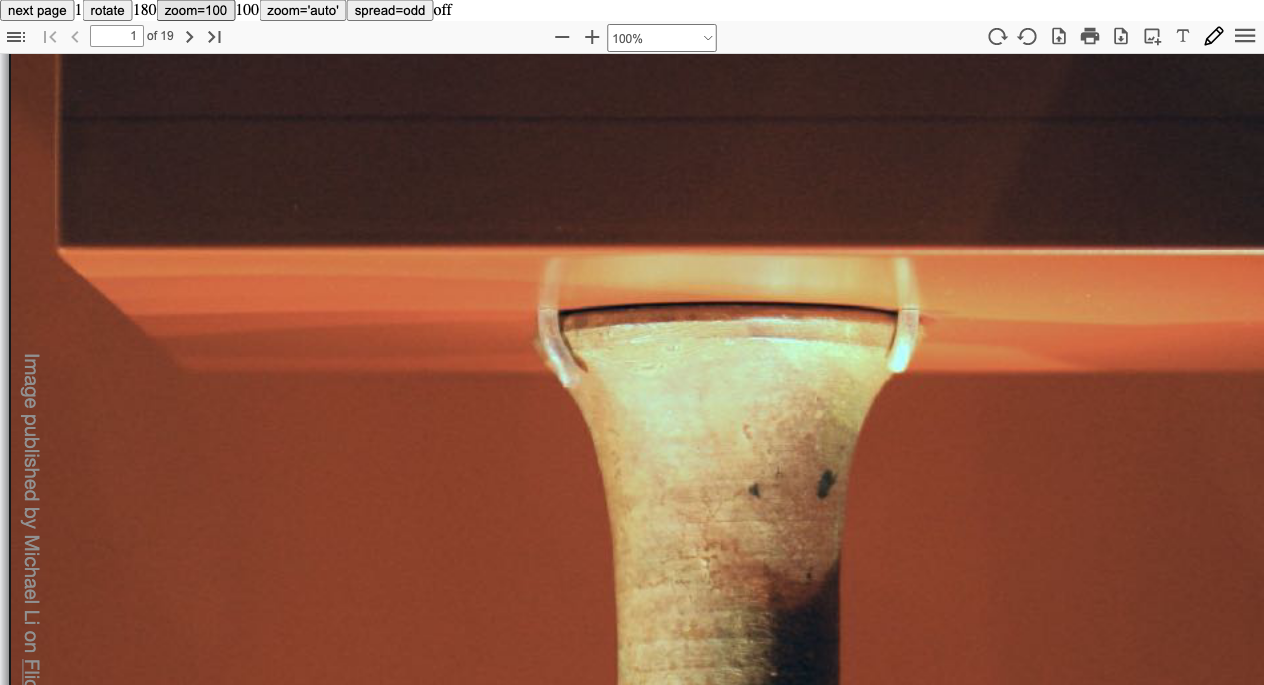 next page 1 rotate 180 zoom=100 100 zoom='auto' spread=odd off
1 of 19 100% T
Image published by Michael Li on Flic